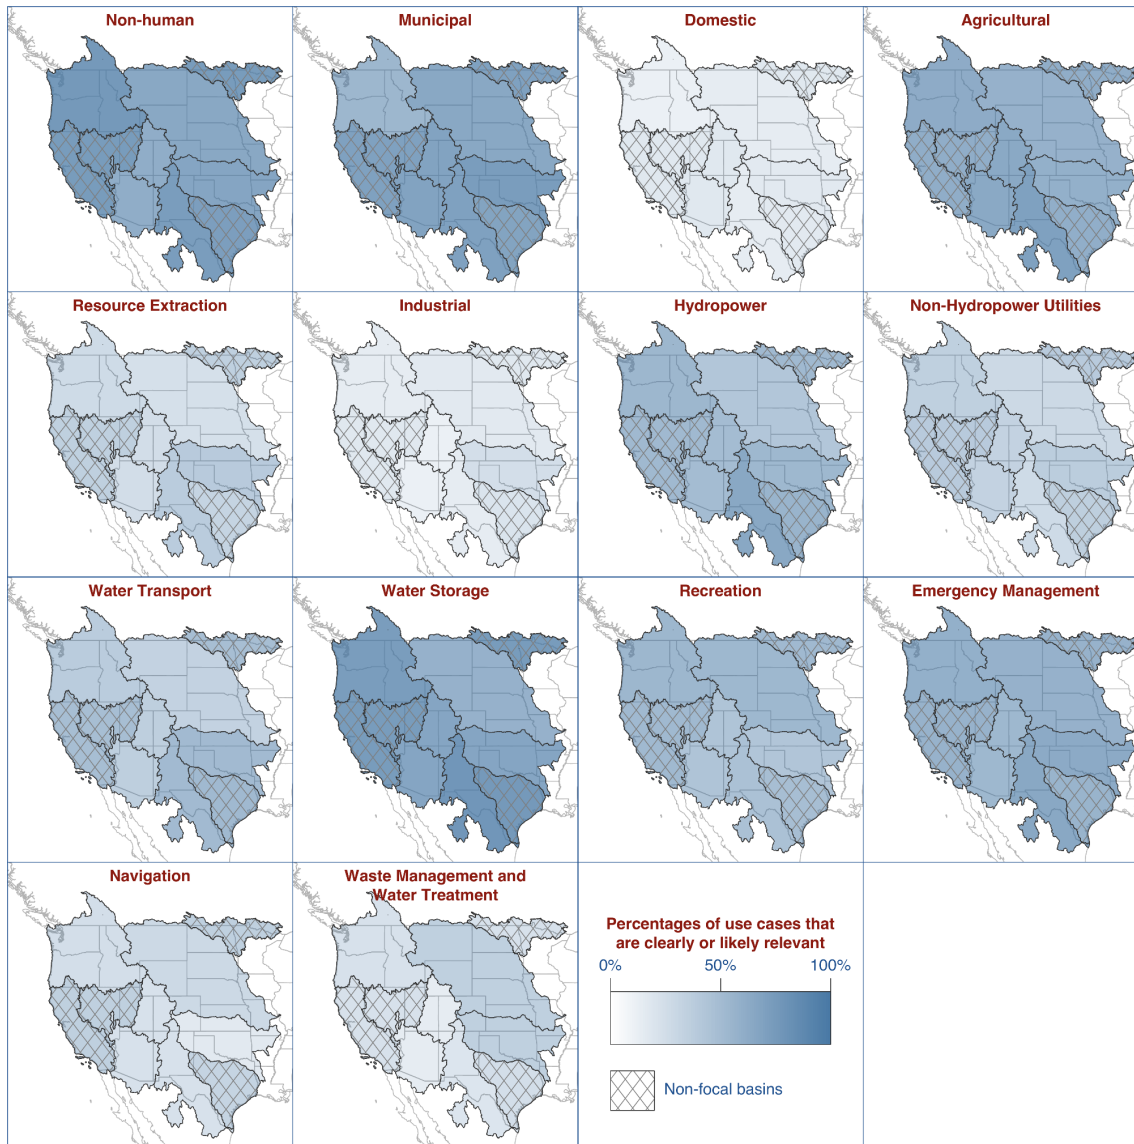 Non-human
Municipal
Domestic
Agricultural
Resource Extraction
Industrial
Hydropower
Non-Hydropower Utilities
Water Transport
Water Storage
Recreation
Emergency Management
Navigation
Waste Management and
Water Treatment
Percentages of use cases that
are clearly or likely relevant
0%
50%
100%
Non-focal basins